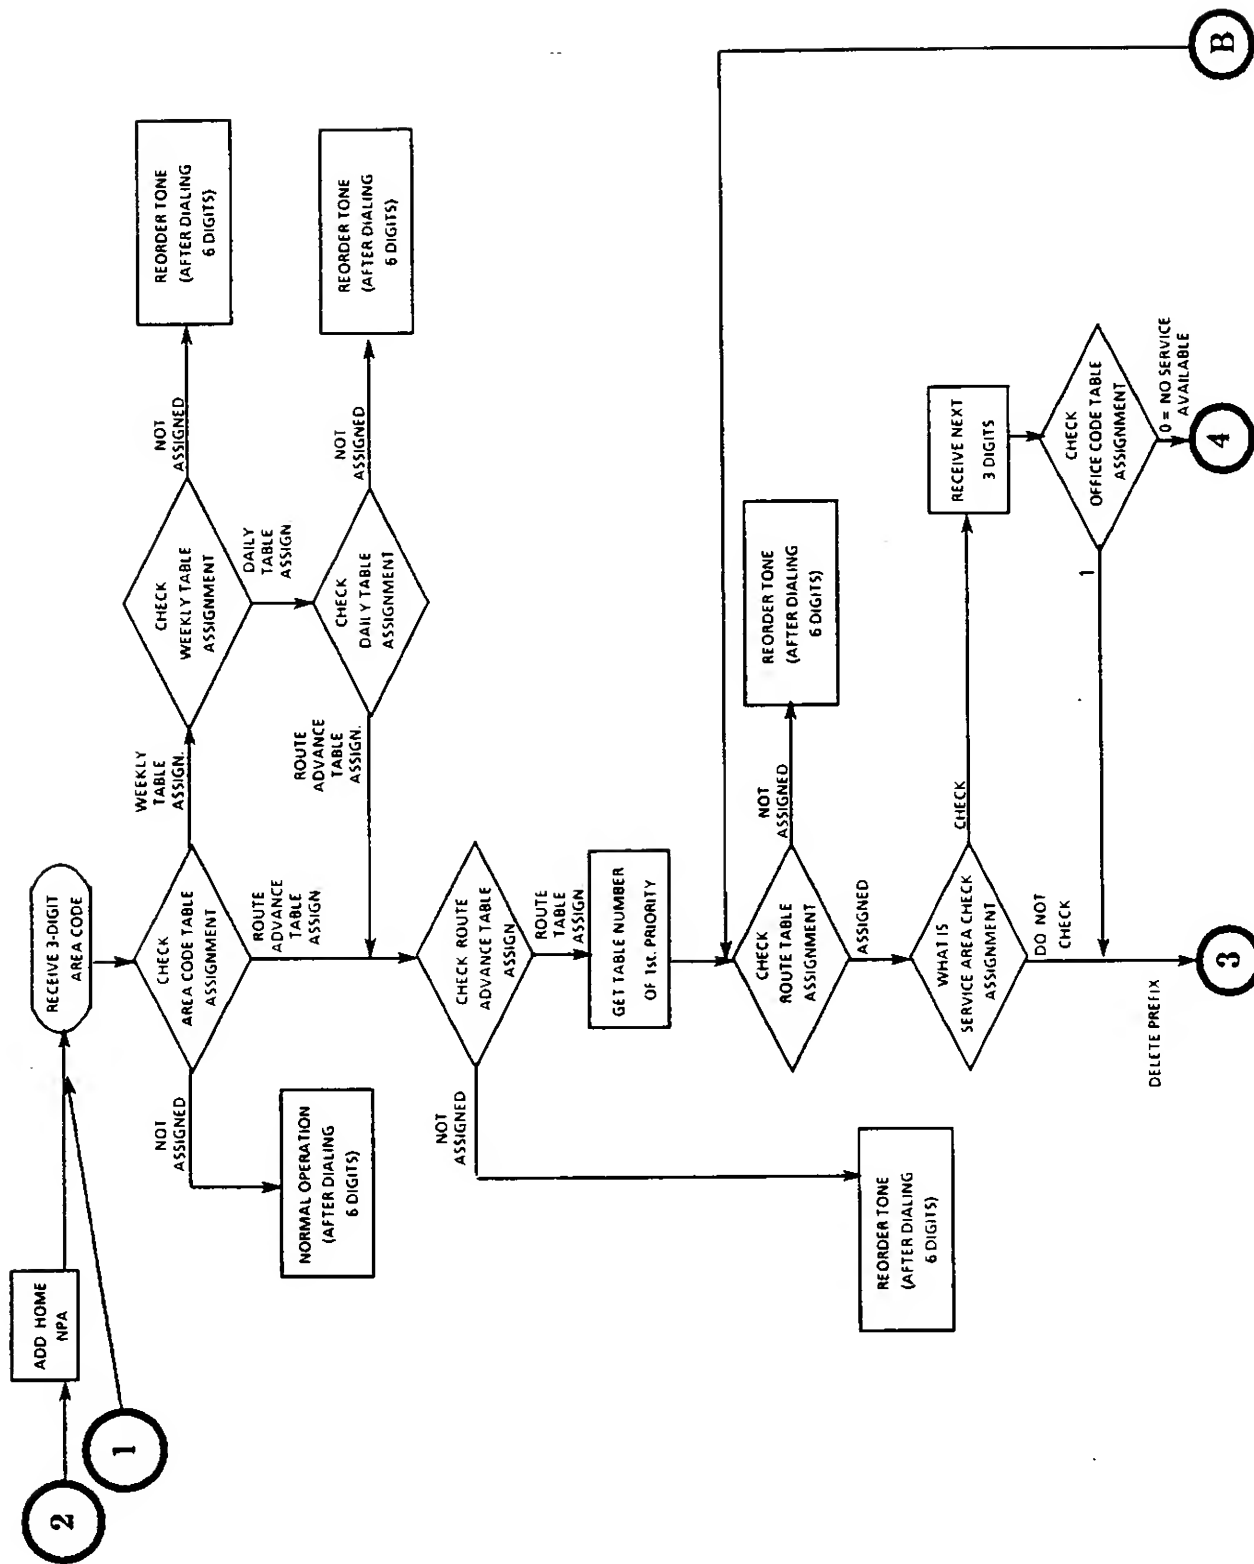 2
ADD HOME
NPA
1
RECEIVE 3-DIGIT
AREA CODE
CHECK
AREA CODE TABLE
ASSIGNMENT
NOT
ASSIGNED
NORMAL OPERATION
(AFTER DIALING
6 DIGITS)
WEEKLY
TABLE
ASSIGN.
CHECK
WEEKLY TABLE
ASSIGNMENT
NOT
ASSIGNED
REORDER TONE
(AFTER DIALING
6 DIGITS)
DAILY
TABLE
ASSIGN
CHECK
DAILY TABLE
ASSIGNMENT
NOT
ASSIGNED
REORDER TONE
(AFTER DIALING
6 DIGITS)
ROUTE
ADVANCE
TABLE
ASSIGN.
ROUTE
ADVANCE
TABLE
ASSIGN
CHECK ROUTE
ADVANCE TABLE
ASSIGN
NOT
ASSIGNED
REORDER TONE
(AFTER DIALING
6 DIGITS)
ROUTE
TABLE
ASSIGN
GET TABLE NUMBER
OF 1st. PRIORITY
CHECK
ROUTE TABLE
ASSIGNMENT
NOT
ASSIGNED
REORDER TONE
(AFTER DIALING
6 DIGITS)
ASSIGNED
WHAT IS
SERVICE AREA CHECK
ASSIGNMENT
CHECK
RECEIVE NEXT
3 DIGITS
CHECK
OFFICE CODE TABLE
ASSIGNMENT
1
0 = NO SERVICE
AVAILABLE
4
DO NOT
CHECK
DELETE PREFIX
3
B